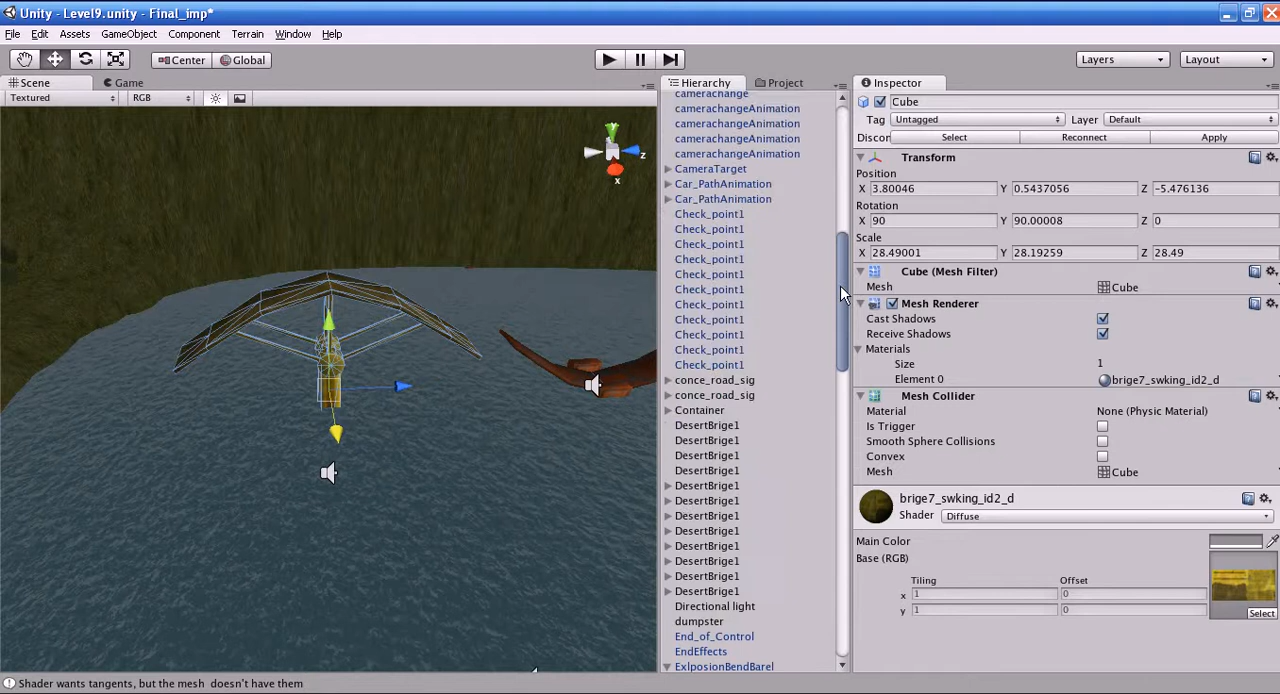 Unity - Level9.unity - Final_imp*
File Edit Assets GameObject Component Terrain Window Help
Center Global Layers Layout
Scene Game
Textured RGB
y
z
x
Hierarchy Project
camerachange
camerachangeAnimation
camerachangeAnimation
camerachangeAnimation
camerachangeAnimation
CameraTarget
Car_PathAnimation
Car_PathAnimation
Check_point1
Check_point1
Check_point1
Check_point1
Check_point1
Check_point1
Check_point1
Check_point1
Check_point1
Check_point1
Check_point1
conce_road_sig
conce_road_sig
Container
DesertBrige1
DesertBrige1
DesertBrige1
DesertBrige1
DesertBrige1
DesertBrige1
DesertBrige1
DesertBrige1
DesertBrige1
DesertBrige1
DesertBrige1
DesertBrige1
Directional light
dumpster
End_of_Control
EndEffects
ExlposionBendBarel
Inspector
Cube
Tag Untagged Layer Default
Discon Select Reconnect Apply
Transform
Position
X 3.80046 Y 0.5437056 Z -5.476136
Rotation
X 90 Y 90.00008 Z 0
Scale
X 28.49001 Y 28.19259 Z 28.49
Cube (Mesh Filter)
Mesh Cube
Mesh Renderer
Cast Shadows
Receive Shadows
Materials
Size 1
Element 0 brige7_swking_id2_d
Mesh Collider
Material None (Physic Material)
Is Trigger
Smooth Sphere Collisions
Convex
Mesh Cube
brige7_swking_id2_d
Shader Diffuse
Main Color
Base (RGB)
Tiling Offset
x 1 0
y 1 0
Select
Shader wants tangents, but the mesh doesn't have them